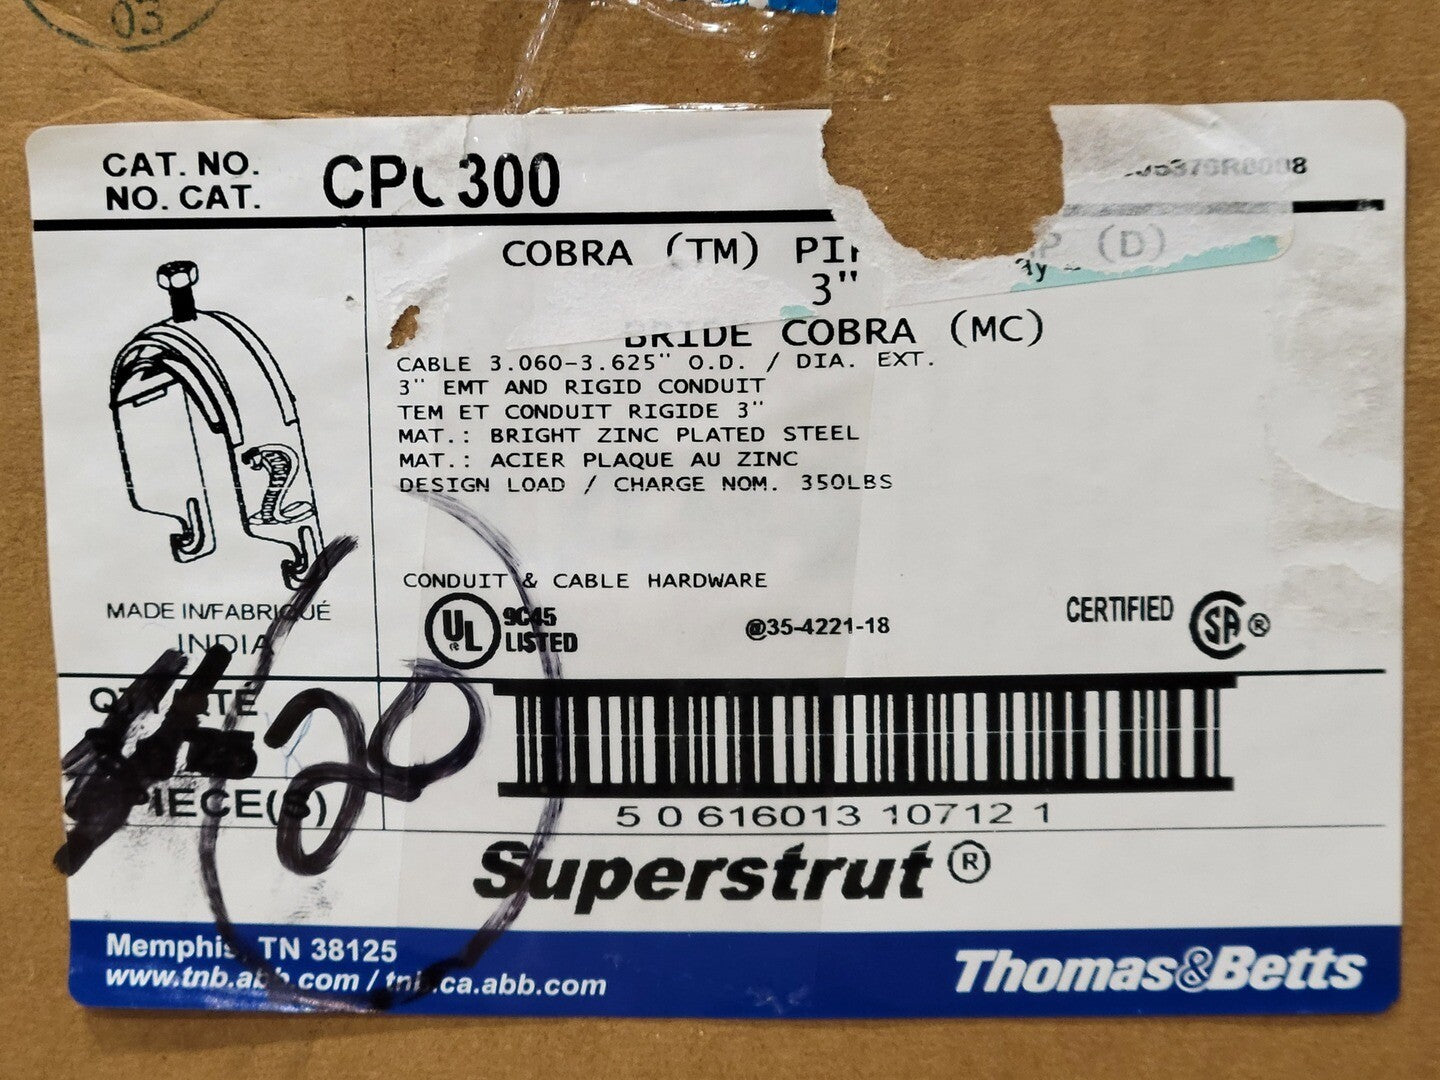 03
CAT. NO.
NO. CAT.
300
COBRA (TM)
(D)
3"
BRIDE COBRA (MC)
CABLE 3.060-3.625" O.D. / DIA. EXT.
3" EMT AND RIGID CONDUIT
TEM ET CONDUIT RIGIDE 3"
MAT.: BRIGHT ZINC PLATED STEEL
MAT.: ACIER PLAQUE AU ZINC
DESIGN LOAD / CHARGE NOM. 350LBS
CONDUIT & CABLE HARDWARE
MADE IN/FABRIQUÉ
INDIA
UL ® 9C45
LISTED
@35-4221-18
CERTIFIED SA ®
20
PIECE(S)
5 0 616013 10712 1
Superstrut ®
Memphis, TN 38125
www.tnb.abb.com / tnb.ca.abb.com
Thomas&Betts